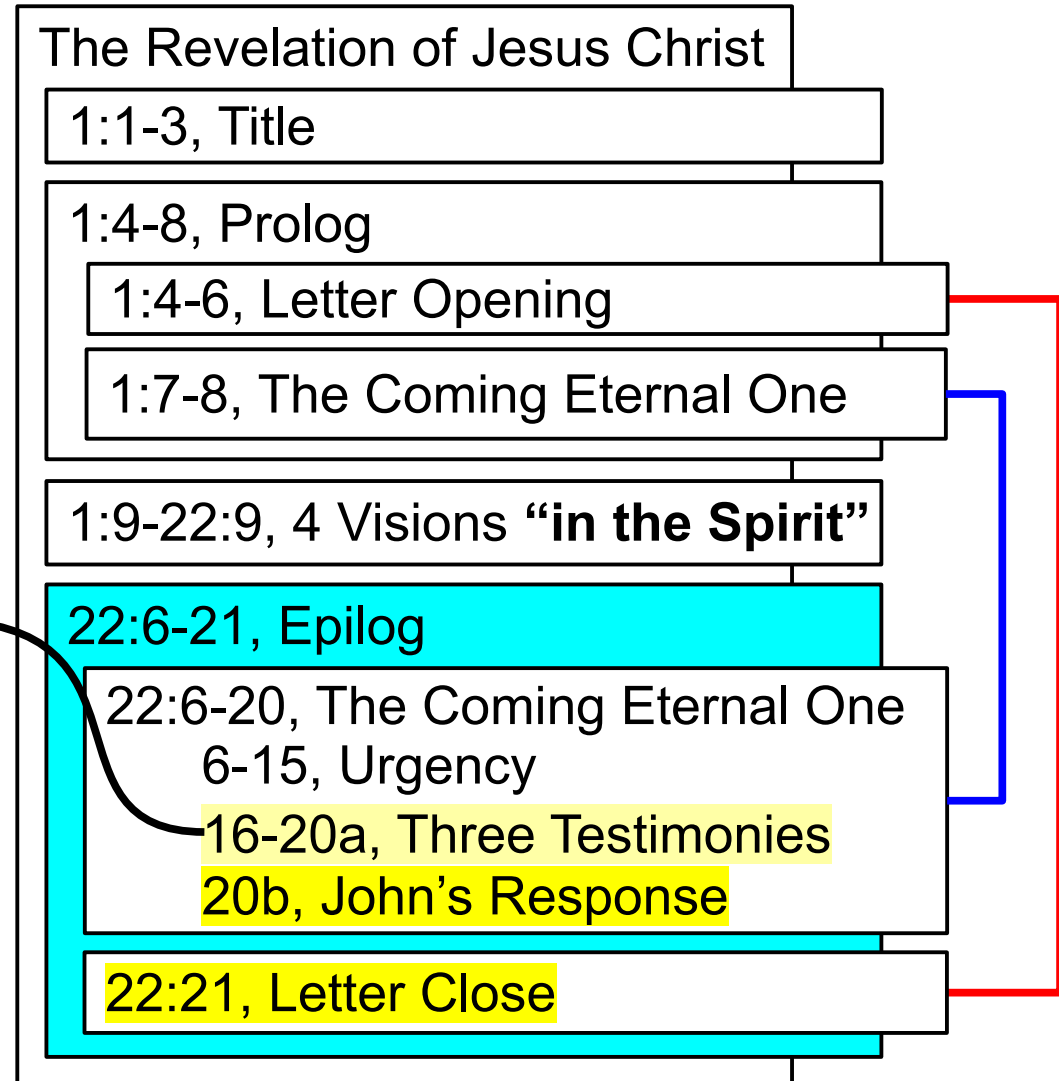 The Revelation of Jesus Christ
1:1-3, Title
1:4-8, Prolog
1:4-6, Letter Opening
1:7-8, The Coming Eternal One
1:9-22:9, 4 Visions “in the Spirit”
22:6-21, Epilog
22:6-20, The Coming Eternal One
6-15, Urgency
16-20a, Three Testimonies
20b, John’s Response
22:21, Letter Close